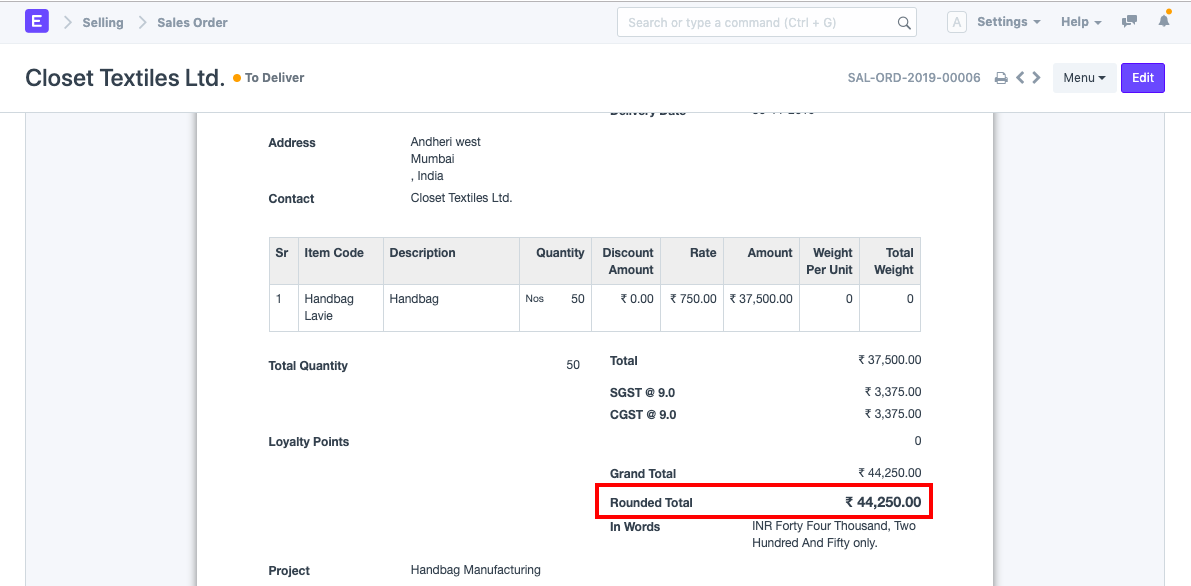 E Selling Sales Order Search or type a command (Ctrl + G) A Settings Help
Closet Textiles Ltd. To Deliver SAL-ORD-2019-00006 Menu Edit
Delivery Date
Address Andheri west
Mumbai
, India
Contact Closet Textiles Ltd.
Sr Item Code Description Quantity Discount Amount Rate Amount Weight Per Unit Total Weight
1 Handbag Lavie Handbag Nos 50 ₹ 0.00 ₹ 750.00 ₹ 37,500.00 0 0
Total Quantity 50 Total ₹ 37,500.00
SGST @ 9.0 ₹ 3,375.00
CGST @ 9.0 ₹ 3,375.00
Loyalty Points 0
Grand Total ₹ 44,250.00
Rounded Total ₹ 44,250.00
In Words INR Forty Four Thousand, Two
Hundred And Fifty only.
Project Handbag Manufacturing